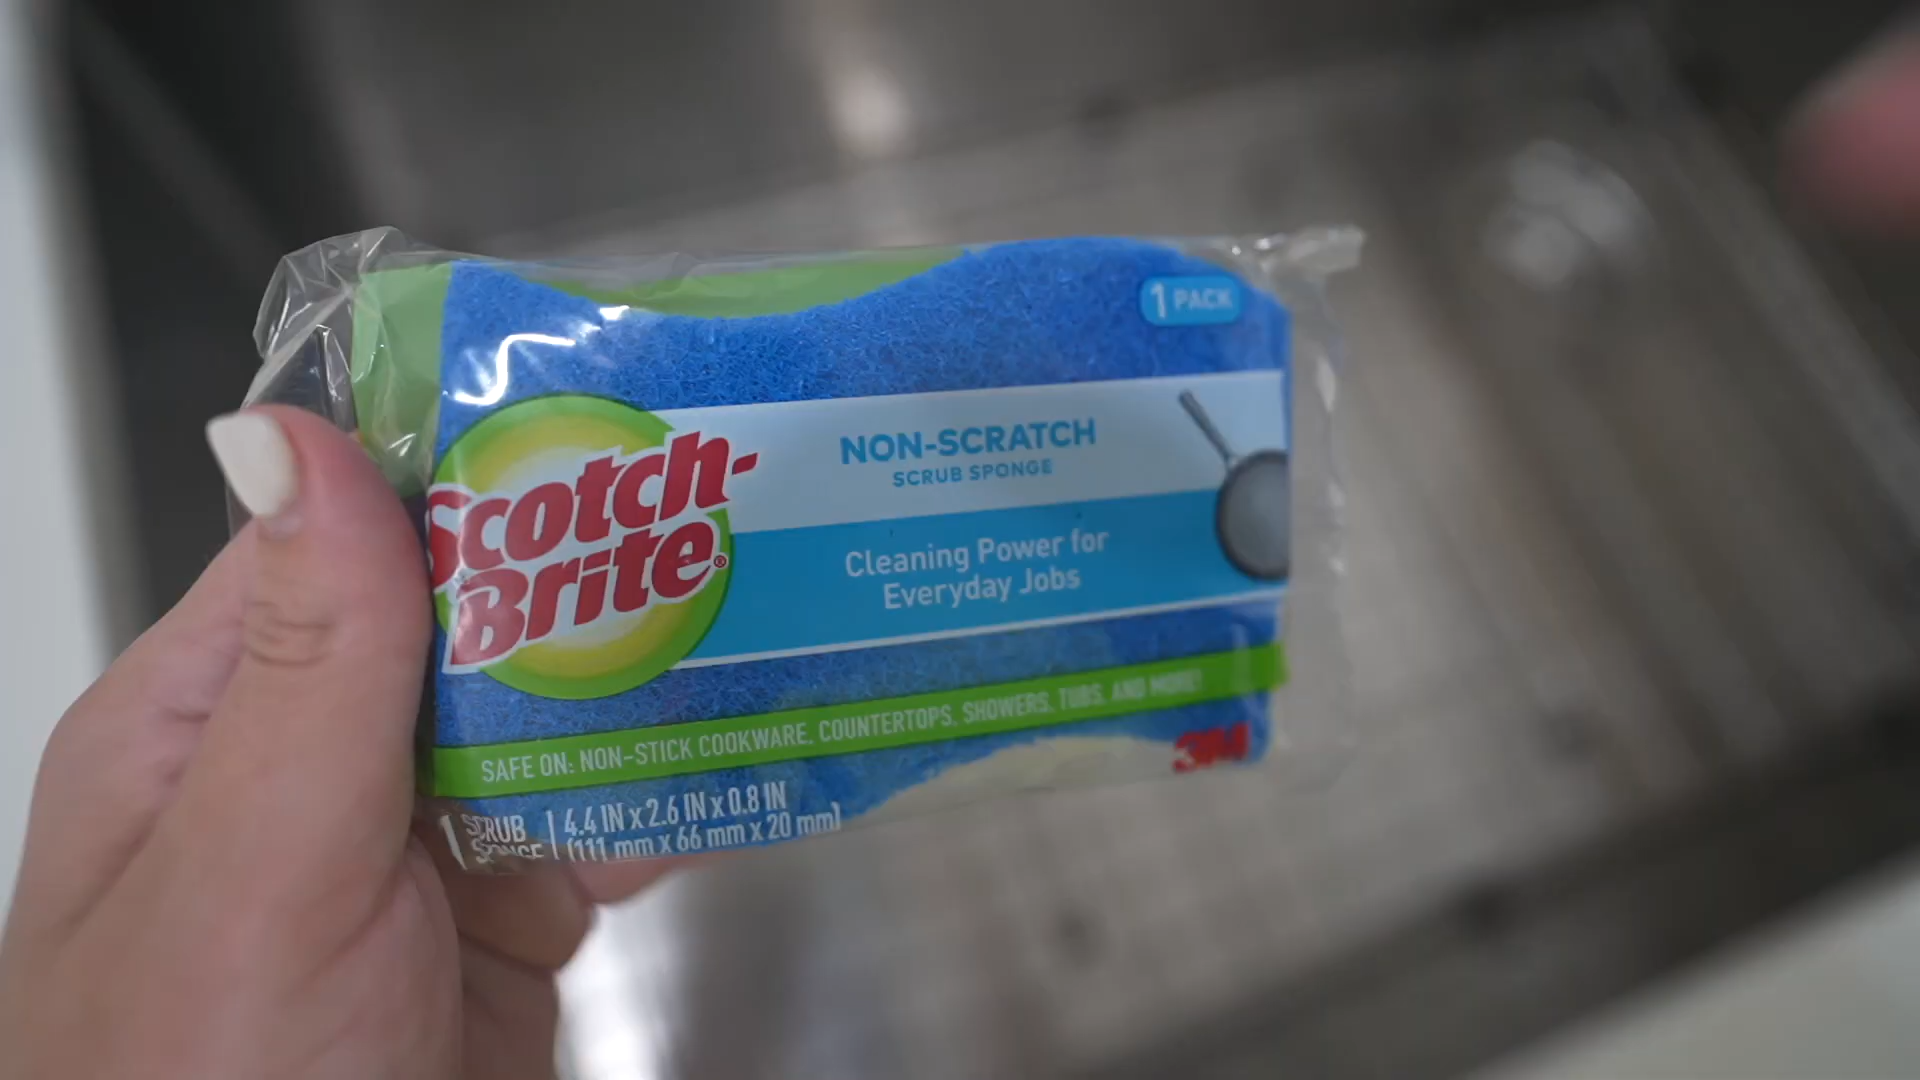 1 PACK
Scotch-
Brite®
NON-SCRATCH
SCRUB SPONGE
Cleaning Power for
Everyday Jobs
SAFE ON: NON-STICK COOKWARE, COUNTERTOPS, SHOWERS, TUBS, AND MORE!
3M
1 SCRUB SPONGE
4.4 IN x 2.6 IN x 0.8 IN
(111 mm x 66 mm x 20 mm)